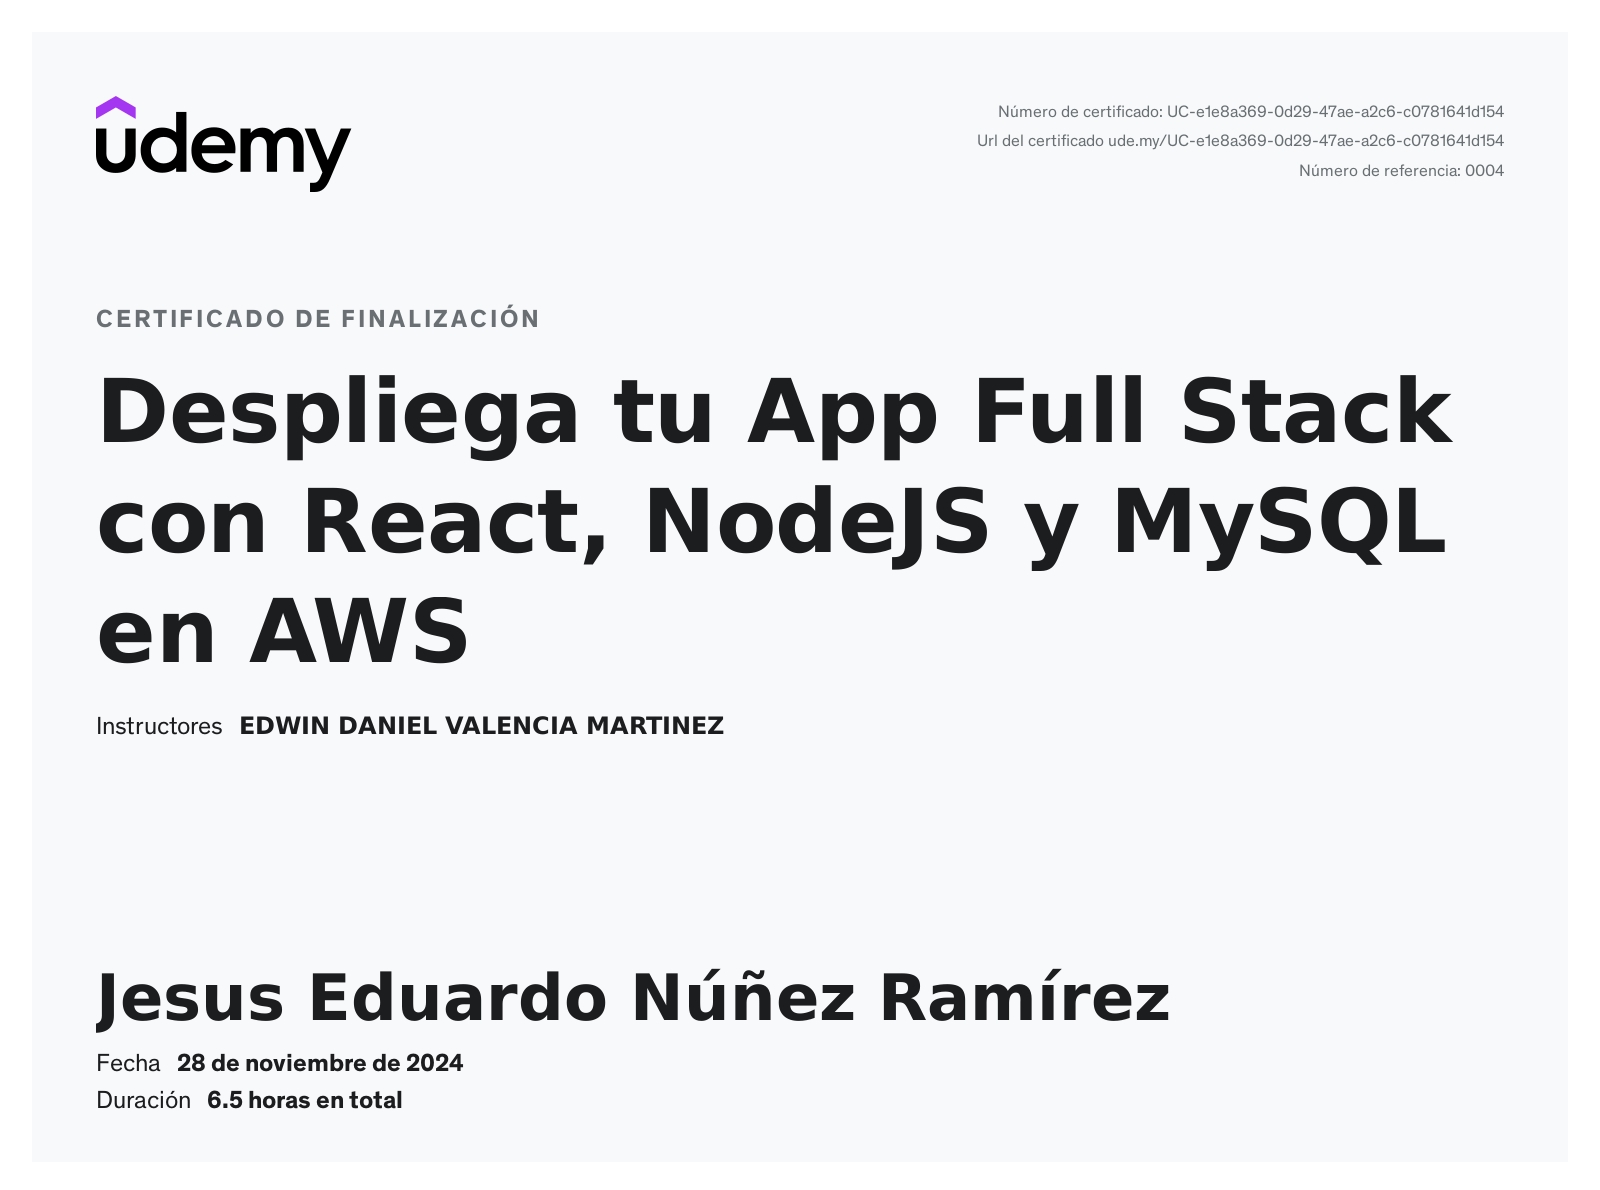 udemy
Número de certificado: UC-e1e8a369-0d29-47ae-a2c6-c0781641d154
Url del certificado ude.my/UC-e1e8a369-0d29-47ae-a2c6-c0781641d154
Número de referencia: 0004
CERTIFICADO DE FINALIZACIÓN
Despliega tu App Full Stack
con React, NodeJS y MySQL
en AWS
Instructores EDWIN DANIEL VALENCIA MARTINEZ
Jesus Eduardo Núñez Ramírez
Fecha 28 de noviembre de 2024
Duración 6.5 horas en total